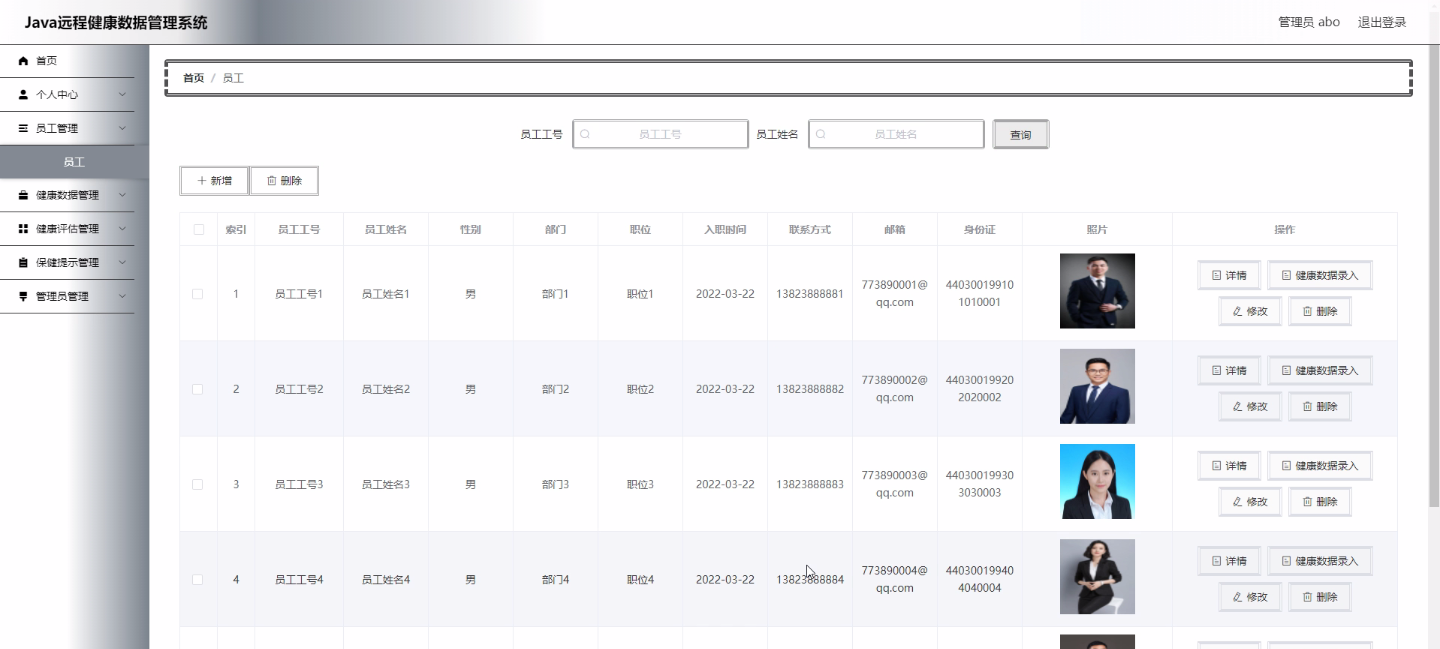 Java远程健康数据管理系统
管理员 abo 退出登录
首页
个人中心
员工管理
员工
健康数据管理
健康评估管理
保健提示管理
管理员管理
首页 / 员工
员工工号 员工工号 员工姓名 员工姓名 查询
新增 删除
索引 员工工号 员工姓名 性别 部门 职位 入职时间 联系方式 邮箱 身份证 照片 操作
1 员工工号1 员工姓名1 男 部门1 职位1 2022-03-22 13823888881 773890001@qq.com 440300199101010001 详情 健康数据录入
修改 删除
2 员工工号2 员工姓名2 男 部门2 职位2 2022-03-22 13823888882 773890002@qq.com 440300199202020002 详情 健康数据录入
修改 删除
3 员工工号3 员工姓名3 男 部门3 职位3 2022-03-22 13823888883 773890003@qq.com 440300199303030003 详情 健康数据录入
修改 删除
4 员工工号4 员工姓名4 男 部门4 职位4 2022-03-22 13823888884 773890004@qq.com 440300199404040004 详情 健康数据录入
修改 删除